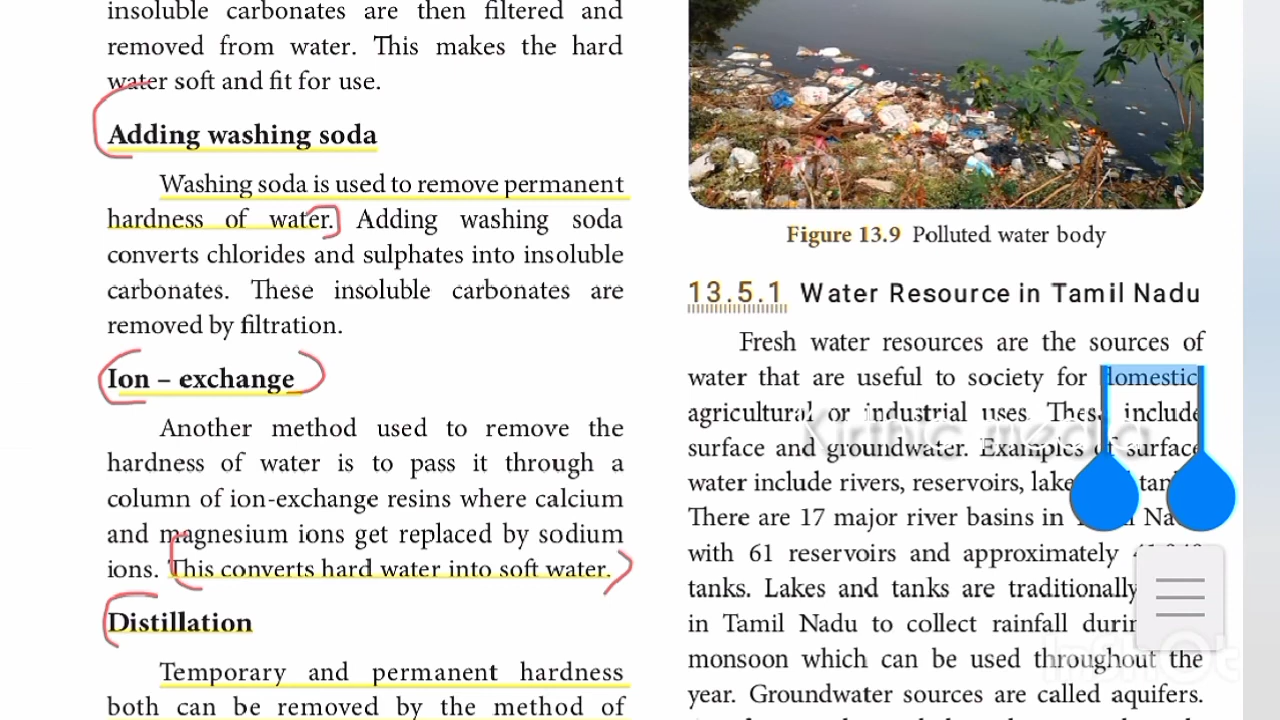 insoluble carbonates are then filtered and
removed from water. This makes the hard
water soft and fit for use.
Adding washing soda
Washing soda is used to remove permanent
hardness of water. Adding washing soda
converts chlorides and sulphates into insoluble
carbonates. These insoluble carbonates are
removed by filtration.
Ion – exchange
Another method used to remove the
hardness of water is to pass it through a
column of ion-exchange resins where calcium
and magnesium ions get replaced by sodium
ions. This converts hard water into soft water.
Distillation
Temporary and permanent hardness
both can be removed by the method of
Figure 13.9 Polluted water body
13.5.1 Water Resource in Tamil Nadu
Fresh water resources are the sources of
water that are useful to society for domestic,
agricultural or industrial uses. These include
surface and groundwater. Examples of surface
water include rivers, reservoirs,
There are 17 major river basins in
with 61 reservoirs and approximately
tanks. Lakes and tanks are traditionally
in Tamil Nadu to collect rainfall
monsoon which can be used throughout the
year. Groundwater sources are called aquifers.
InShOt